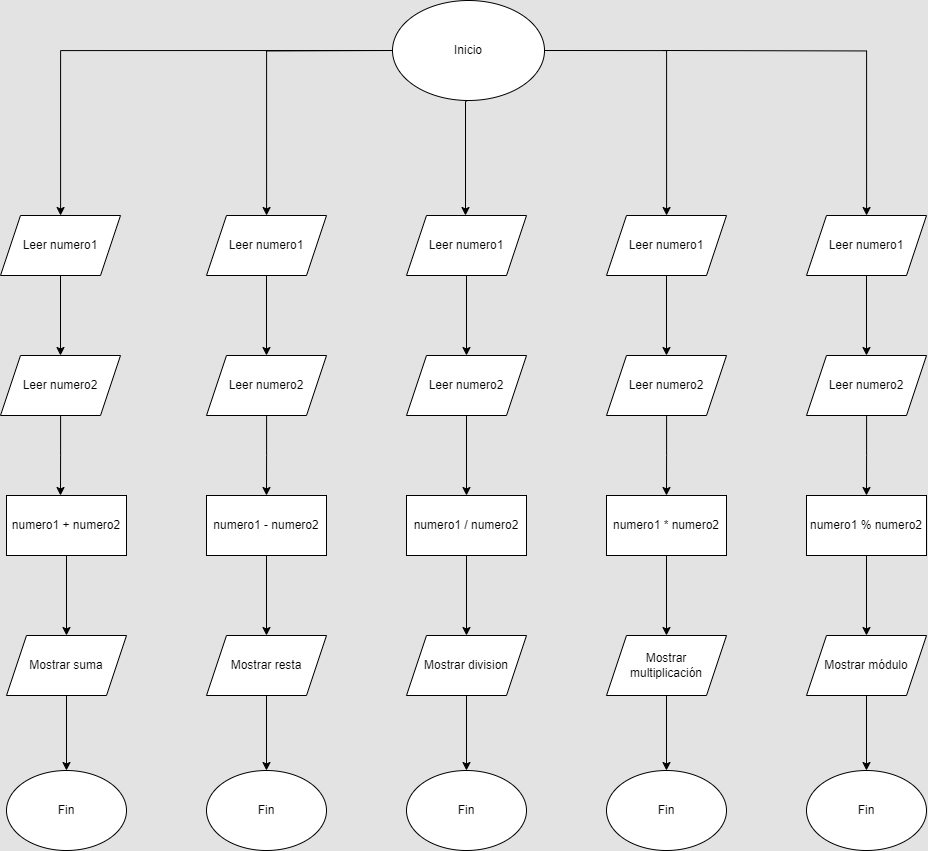 Inicio
Leer numero1
Leer numero1
Leer numero1
Leer numero1
Leer numero1
Leer numero2
Leer numero2
Leer numero2
Leer numero2
Leer numero2
numero1 + numero2
numero1 - numero2
numero1 / numero2
numero1 * numero2
numero1 % numero2
Mostrar suma
Mostrar resta
Mostrar division
Mostrar
multiplicación
Mostrar módulo
Fin
Fin
Fin
Fin
Fin